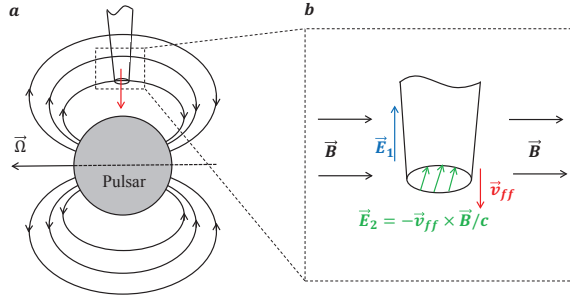 a
b
Ω⃗
Pulsar
B⃗
E⃗₁
B⃗
v⃗_ff
E⃗₂ = −v⃗_ff × B⃗/c